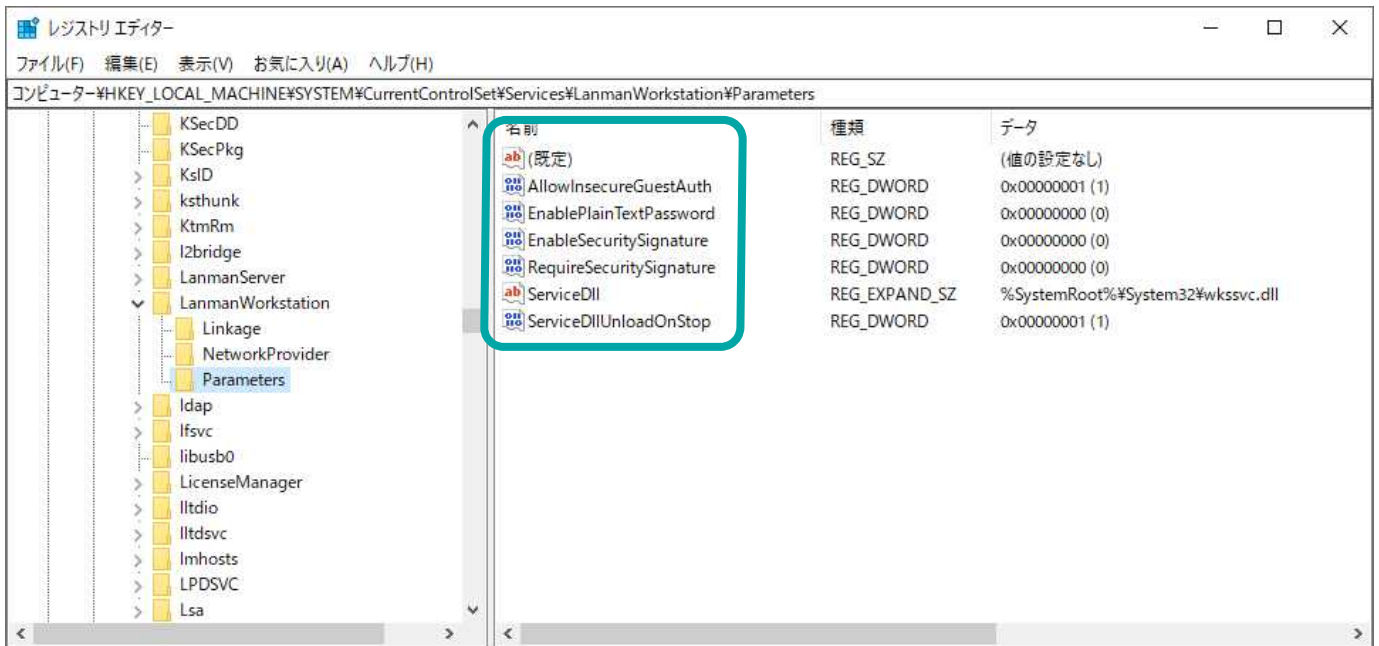 レジストリ エディター
ファイル(F) 編集(E) 表示(V) お気に入り(A) ヘルプ(H)
コンピューター¥HKEY_LOCAL_MACHINE¥SYSTEM¥CurrentControlSet¥Services¥LanmanWorkstation¥Parameters
KSecDD
KSecPkg
KslD
ksthunk
KtmRm
l2bridge
LanmanServer
LanmanWorkstation
Linkage
NetworkProvider
Parameters
ldap
lfsvc
libusb0
LicenseManager
lltdio
lltdsvc
lmhosts
LPDSVC
Lsa
名前 種類 データ
(既定) REG_SZ (値の設定なし)
AllowInsecureGuestAuth REG_DWORD 0x00000001 (1)
EnablePlainTextPassword REG_DWORD 0x00000000 (0)
EnableSecuritySignature REG_DWORD 0x00000000 (0)
RequireSecuritySignature REG_DWORD 0x00000000 (0)
ServiceDll REG_EXPAND_SZ %SystemRoot%¥System32¥wkssvc.dll
ServiceDllUnloadOnStop REG_DWORD 0x00000001 (1)